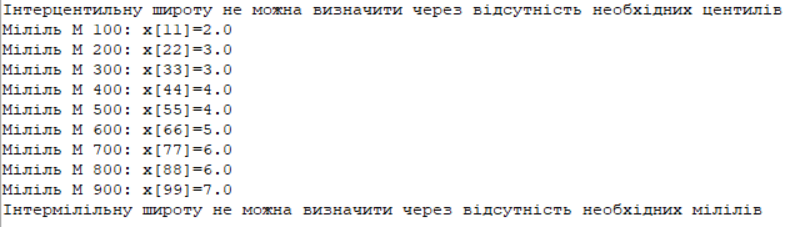 Інтерцентильну широту не можна визначити через відсутність необхідних центилів
Міліль M 100: x[11]=2.0
Міліль M 200: x[22]=3.0
Міліль M 300: x[33]=3.0
Міліль M 400: x[44]=4.0
Міліль M 500: x[55]=4.0
Міліль M 600: x[66]=5.0
Міліль M 700: x[77]=6.0
Міліль M 800: x[88]=6.0
Міліль M 900: x[99]=7.0
Інтермілільну широту не можна визначити через відсутність необхідних мілілів